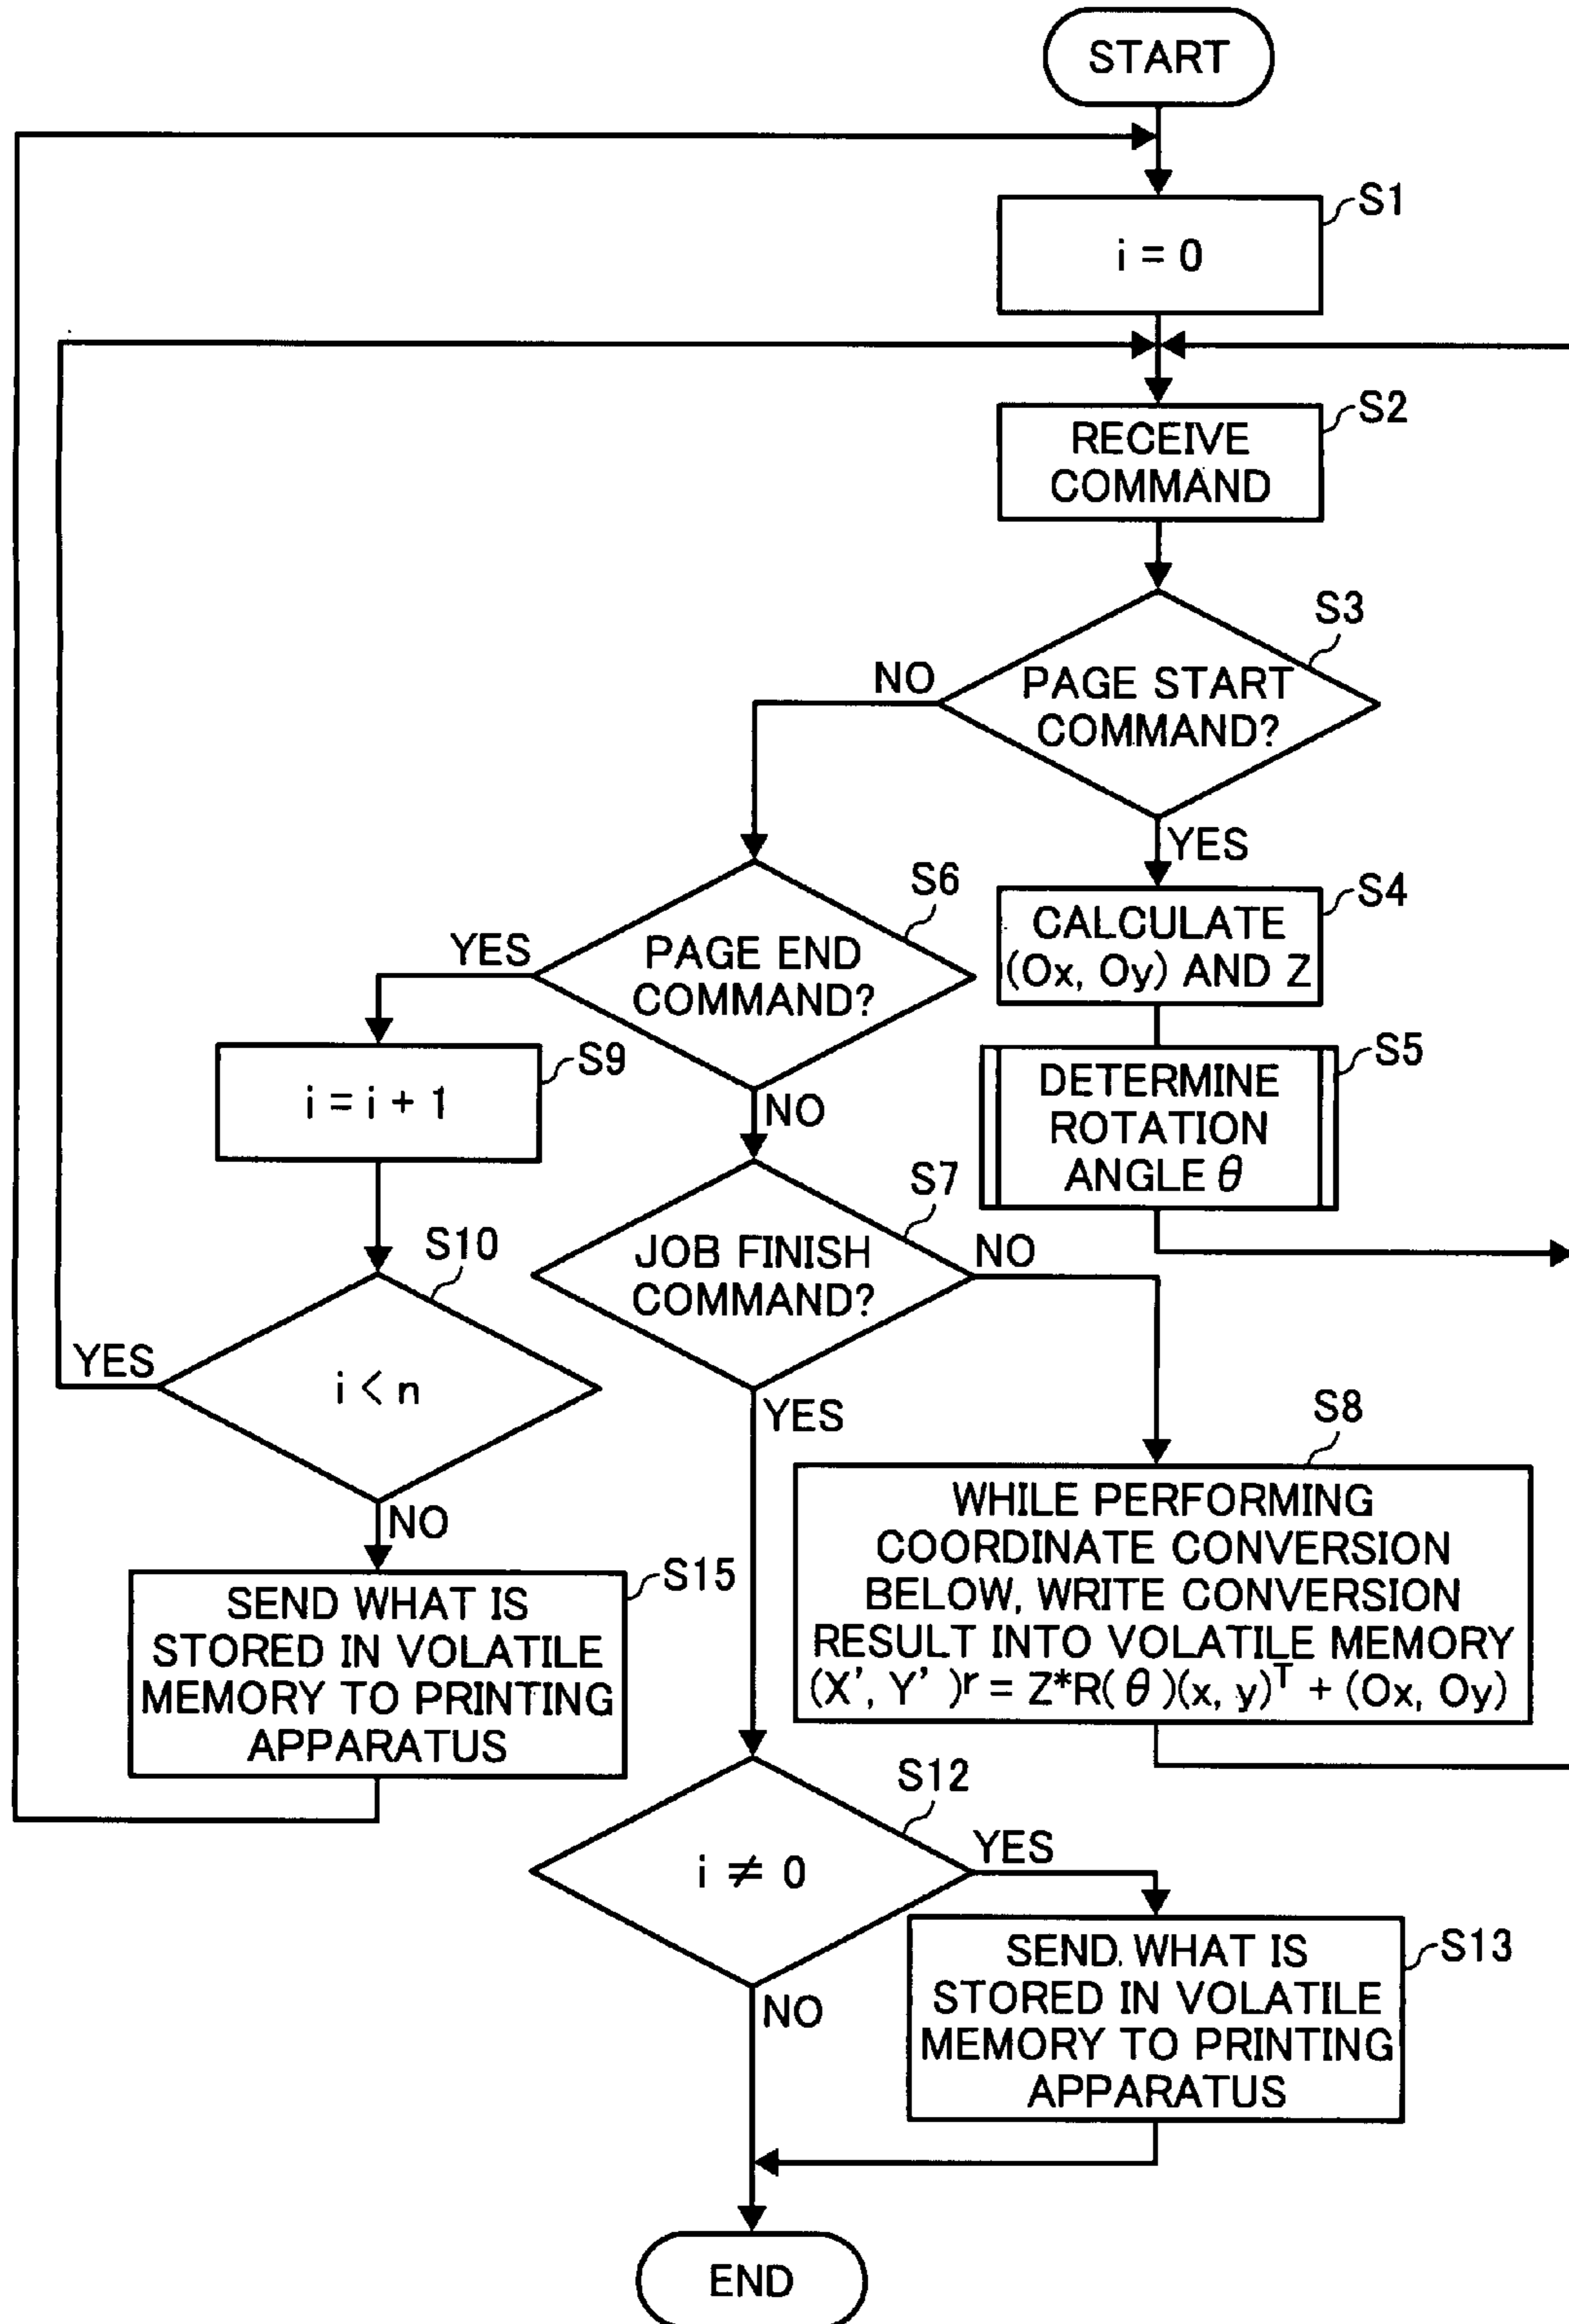 START
S1
i = 0
S2
RECEIVE
COMMAND
S3
NO
PAGE START
COMMAND?
YES
S6
S4
YES
PAGE END
COMMAND?
CALCULATE
(Ox, Oy) AND Z
S9
S5
i = i + 1
NO
DETERMINE
ROTATION
ANGLE θ
S7
S10
JOB FINISH
COMMAND?
NO
YES
i < n
YES
S8
NO
WHILE PERFORMING
COORDINATE CONVERSION
BELOW, WRITE CONVERSION
RESULT INTO VOLATILE MEMORY
(X', Y' )r = Z*R( θ )(x, y)T + (Ox, Oy)
S15
SEND WHAT IS
STORED IN VOLATILE
MEMORY TO PRINTING
APPARATUS
S12
YES
i ≠ 0
S13
SEND. WHAT IS
STORED IN VOLATILE
MEMORY TO PRINTING
APPARATUS
NO
END